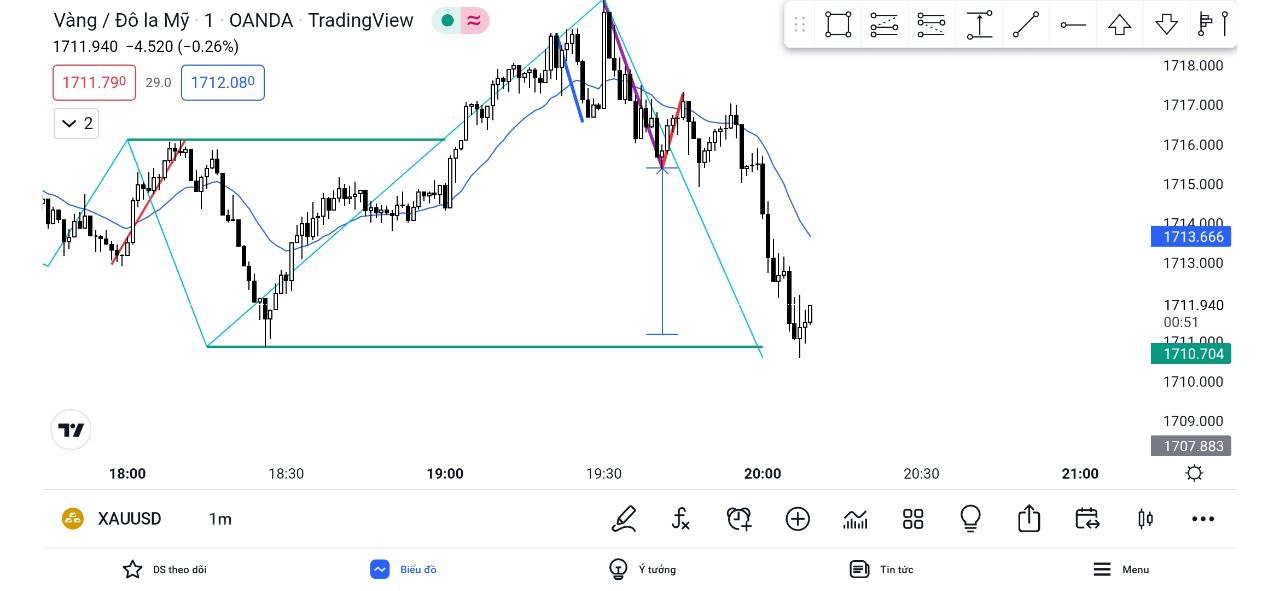 Vàng / Đô la Mỹ · 1 · OANDA · TradingView
1711.940 −4.520 (−0.26%)
1711.790 29.0 1712.080
2
1718.000
1717.000
1716.000
1715.000
1714.000
1713.666
1713.000
1711.940
00:51
1711.000
1710.704
1710.000
1709.000
1707.883
18:00 18:30 19:00 19:30 20:00 20:30 21:00
XAUUSD 1m
DS theo dõi Biểu đồ Ý tưởng Tin tức Menu